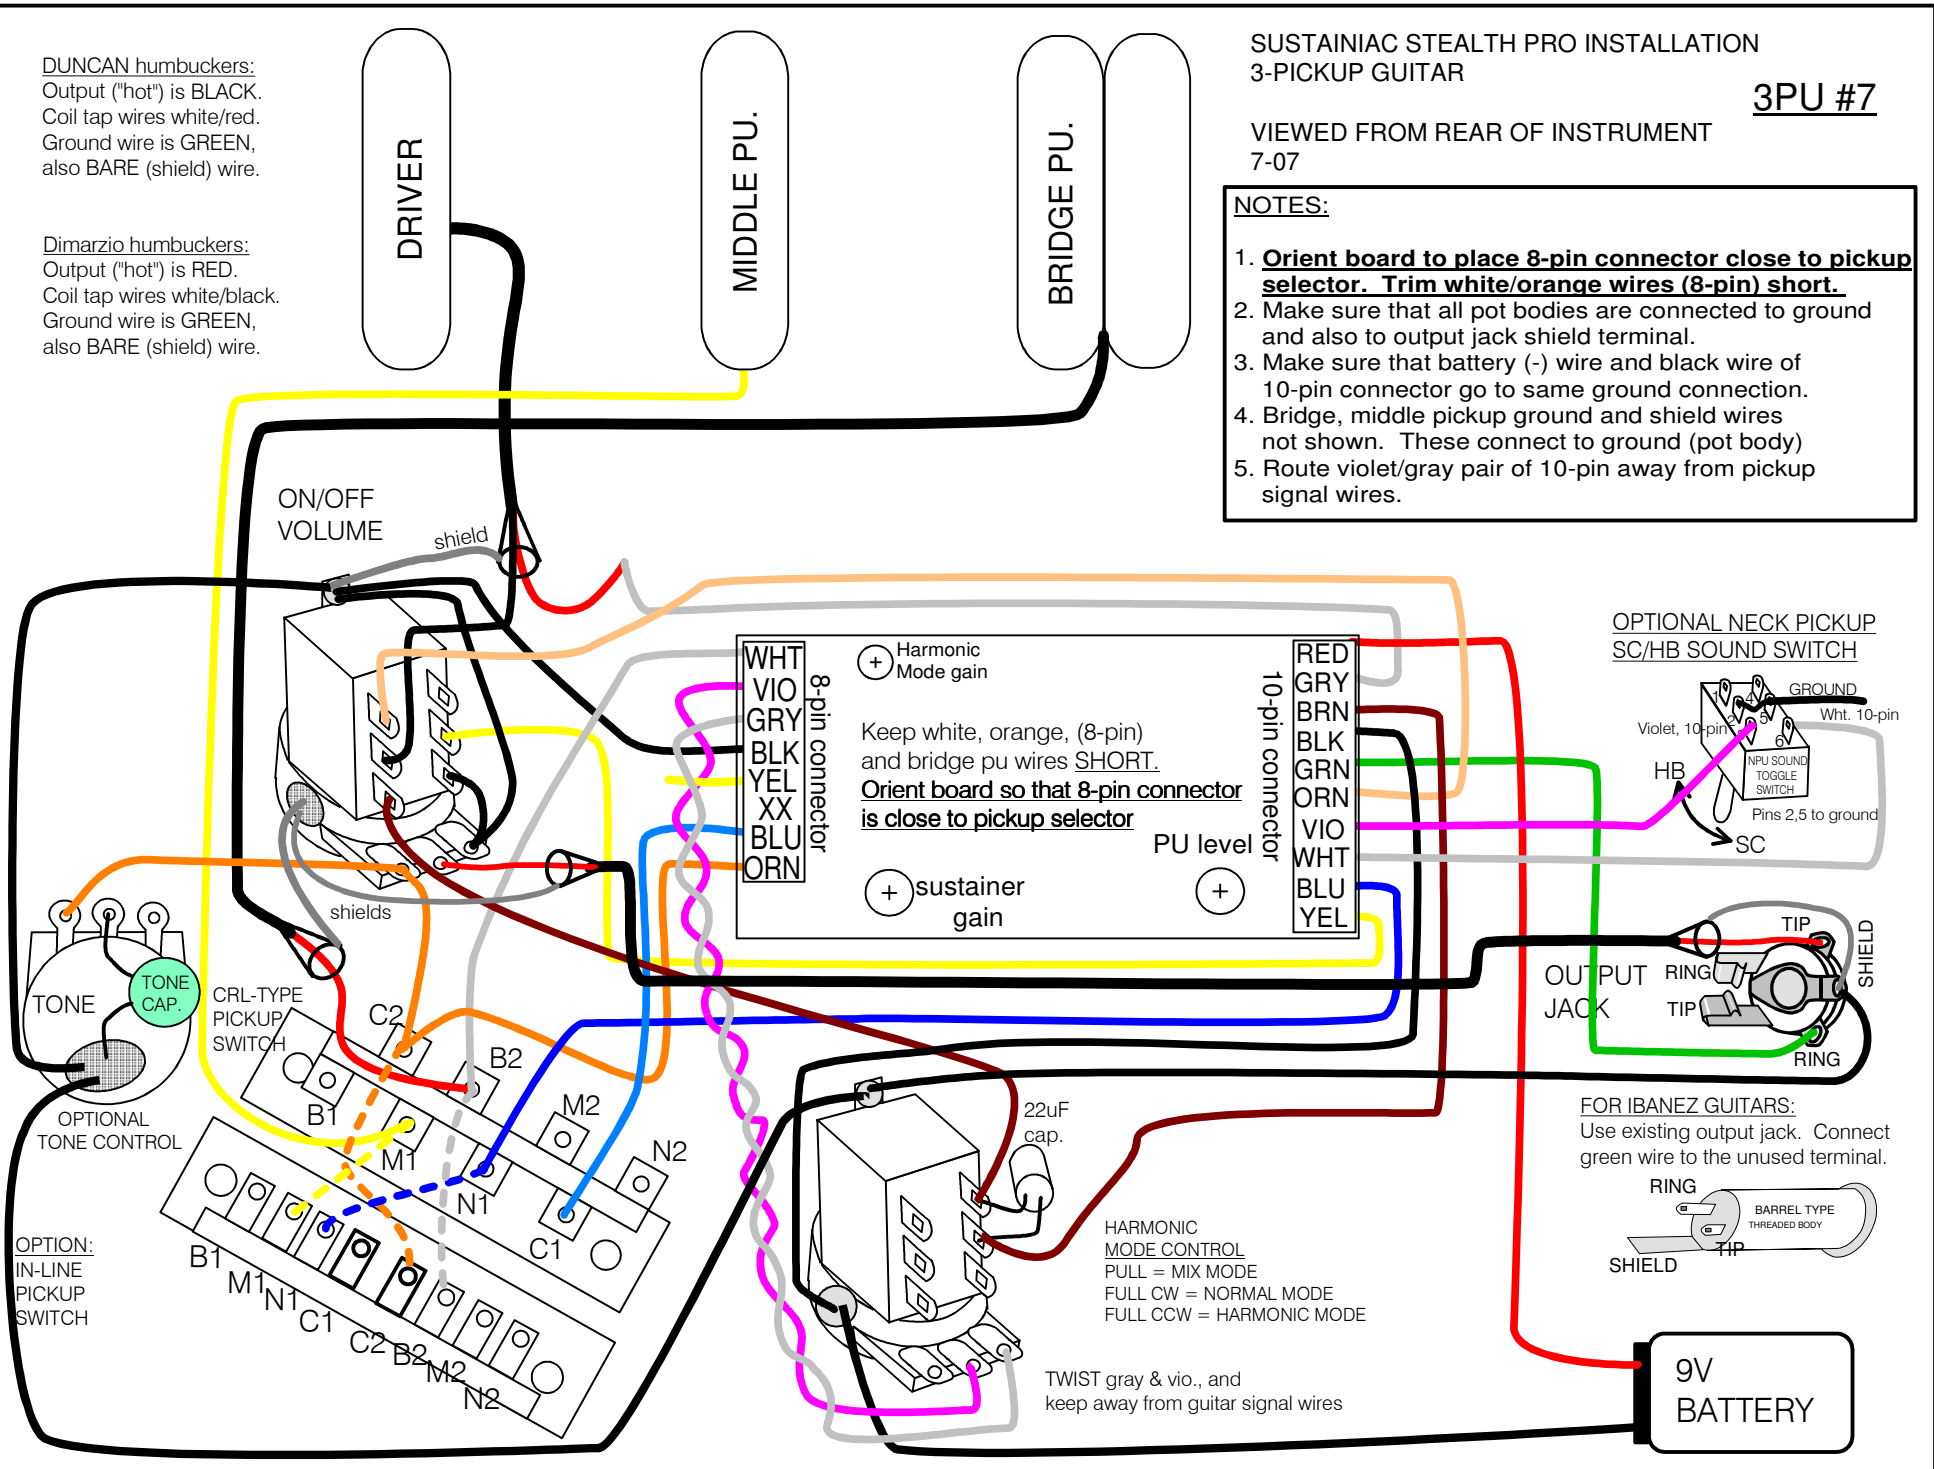 DUNCAN humbuckers:
Output ("hot") is BLACK.
Coil tap wires white/red.
Ground wire is GREEN,
also BARE (shield) wire.
Dimarzio humbuckers:
Output ("hot") is RED.
Coil tap wires white/black.
Ground wire is GREEN,
also BARE (shield) wire.
DRIVER
MIDDLE PU.
BRIDGE PU.
SUSTAINIAC STEALTH PRO INSTALLATION
3-PICKUP GUITAR
3PU #7
VIEWED FROM REAR OF INSTRUMENT
7-07
NOTES:
1. Orient board to place 8-pin connector close to pickup
selector. Trim white/orange wires (8-pin) short.
2. Make sure that all pot bodies are connected to ground
and also to output jack shield terminal.
3. Make sure that battery (-) wire and black wire of
10-pin connector go to same ground connection.
4. Bridge, middle pickup ground and shield wires
not shown. These connect to ground (pot body)
5. Route violet/gray pair of 10-pin away from pickup
signal wires.
ON/OFF
VOLUME
shield
shields
WHT
VIO
GRY
BLK
YEL
XX
BLU
ORN
8-pin connector
+
Harmonic
Mode gain
Keep white, orange, (8-pin)
and bridge pu wires SHORT.
Orient board so that 8-pin connector
is close to pickup selector
PU level
+
+
sustainer
gain
10-pin connector
RED
GRY
BRN
BLK
GRN
ORN
VIO
WHT
BLU
YEL
OPTIONAL NECK PICKUP
SC/HB SOUND SWITCH
GROUND
Wht. 10-pin
Violet, 10-pin
1
4
2
5
3
6
HB
SC
NPU SOUND
TOGGLE
SWITCH
Pins 2,5 to ground
TONE
TONE
CAP.
OPTIONAL
TONE CONTROL
CRL-TYPE
PICKUP
SWITCH
C2
B2
B1
M2
M1
N2
N1
C1
OPTION:
IN-LINE
PICKUP
SWITCH
B1
M1
N1
C1
C2
B2
M2
N2
22uF
cap.
HARMONIC
MODE CONTROL
PULL = MIX MODE
FULL CW = NORMAL MODE
FULL CCW = HARMONIC MODE
TWIST gray & vio., and
keep away from guitar signal wires
OUTPUT
JACK
TIP
RING
TIP
RING
SHIELD
FOR IBANEZ GUITARS:
Use existing output jack. Connect
green wire to the unused terminal.
RING
BARREL TYPE
THREADED BODY
TIP
SHIELD
9V
BATTERY